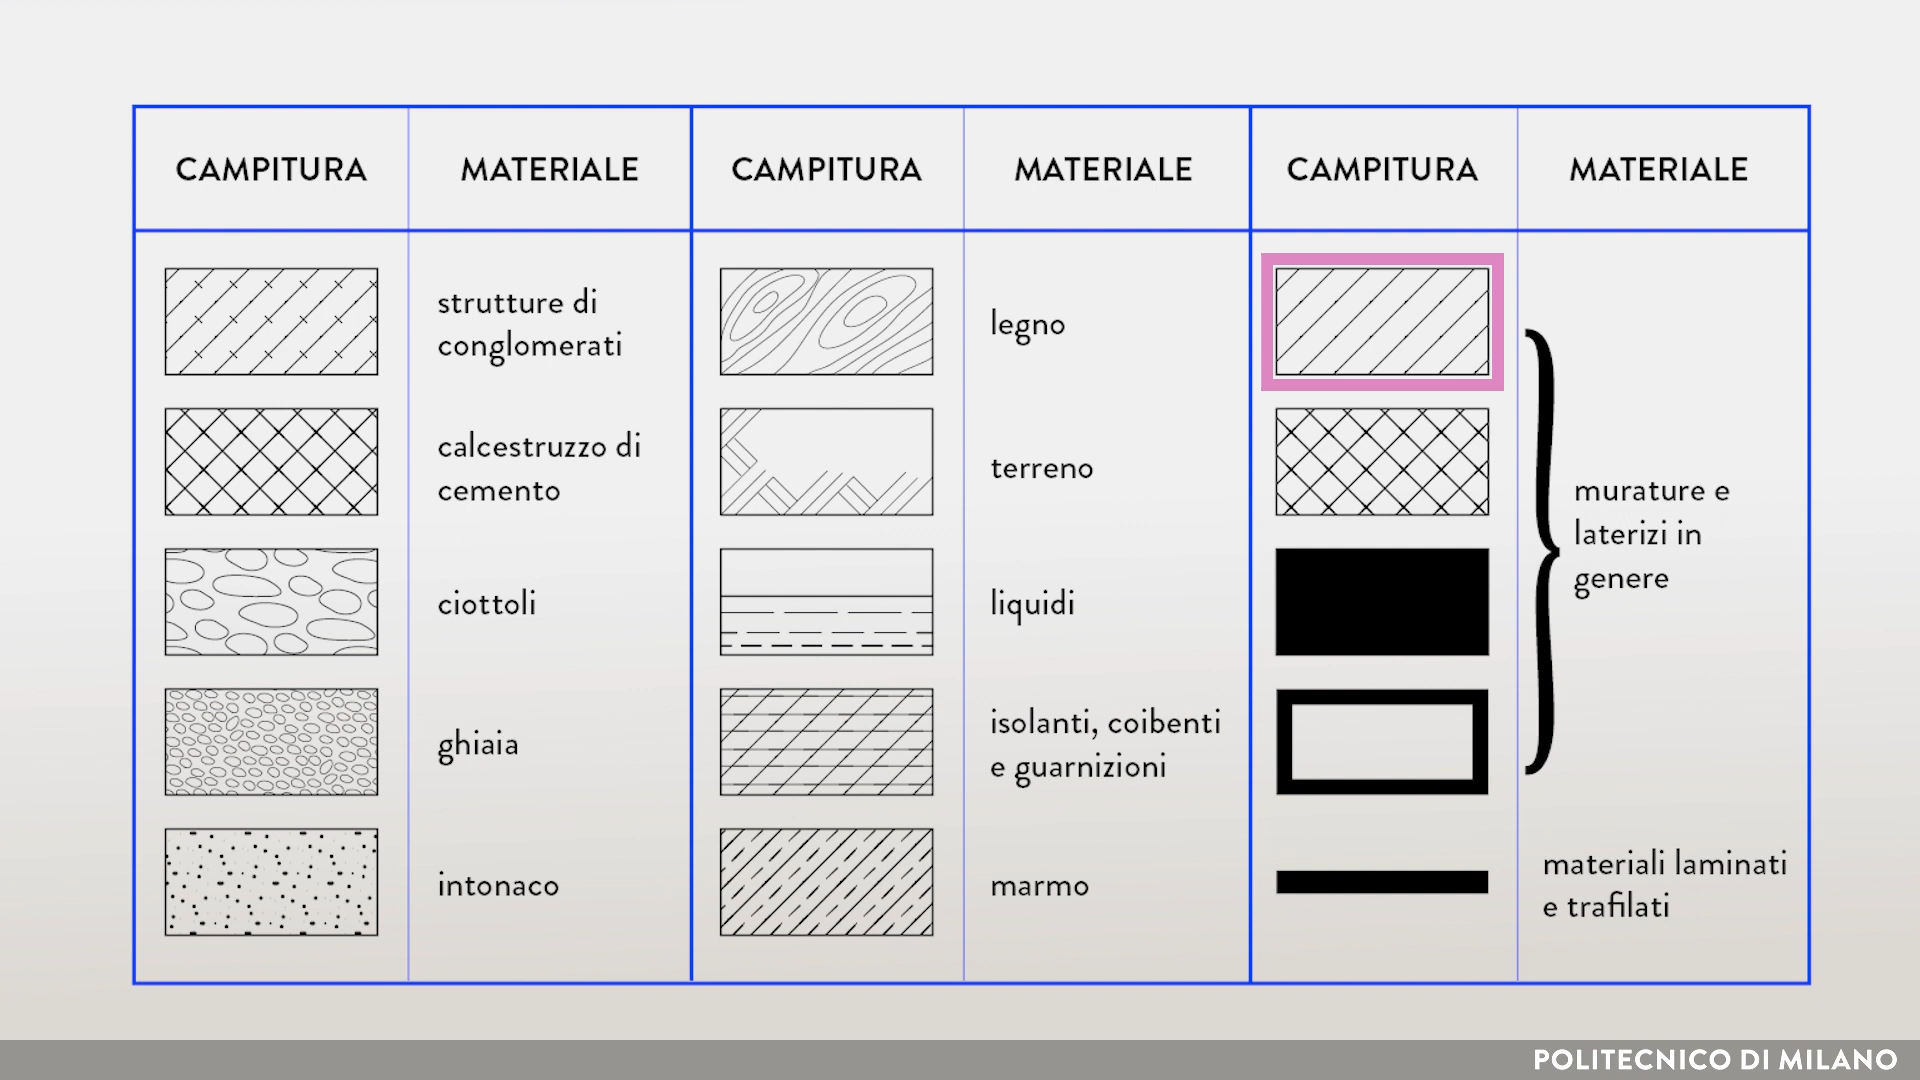 CAMPITURA
MATERIALE
CAMPITURA
MATERIALE
CAMPITURA
MATERIALE
strutture di
conglomerati
calcestruzzo di
cemento
ciottoli
ghiaia
intonaco
legno
terreno
liquidi
isolanti, coibenti
e guarnizioni
marmo
murature e
laterizi in
genere
materiali laminati
e trafilati
POLITECNICO DI MILANO